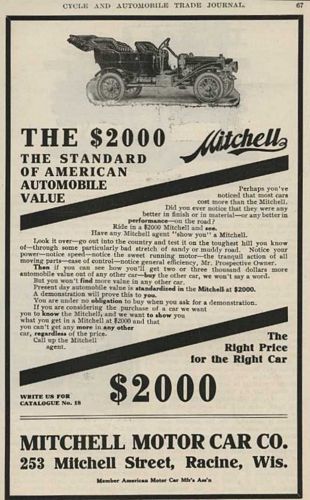 CYCLE AND AUTOMOBILE TRADE JOURNAL. 67
THE $2000
Mitchell
THE STANDARD
OF AMERICAN
AUTOMOBILE
VALUE
Perhaps you've
noticed that most cars
cost more than the Mitchell.
Did you ever notice that they were any
better in finish or in material—or any better in
performance—on the road?
Ride in a $2000 Mitchell and see.
Have any Mitchell agent "show you" a Mitchell.
Look it over—go out into the country and test it on the toughest hill you know
of—through some particularly bad stretch of sandy or muddy road. Notice your
power—notice speed—notice the sweet running motor—the tranquil action of all
moving parts—ease of control—notice general efficiency, Mr. Prospective Owner.
Then if you can see how you'll get two or three thousand dollars more
automobile value out of any other car—buy the other car, we won't say a word.
But you won't find more value in any other car.
Present day automobile value is standardized in the Mitchell at $2000.
A demonstration will prove this to you.
You are under no obligation to buy when you ask for a demonstration.
If you are considering the purchase of a car we want
you to know the Mitchell, and we want to show you
what you get in a Mitchell at $2000 and that
you can't get any more in any other
car, regardless of the price.
Call up the Mitchell
agent.
The
Right Price
for the Right Car
WRITE US FOR
CATALOGUE No. 18
$2000
MITCHELL MOTOR CAR CO.
253 Mitchell Street, Racine, Wis.
Member American Motor Car Mfr's Ass'n